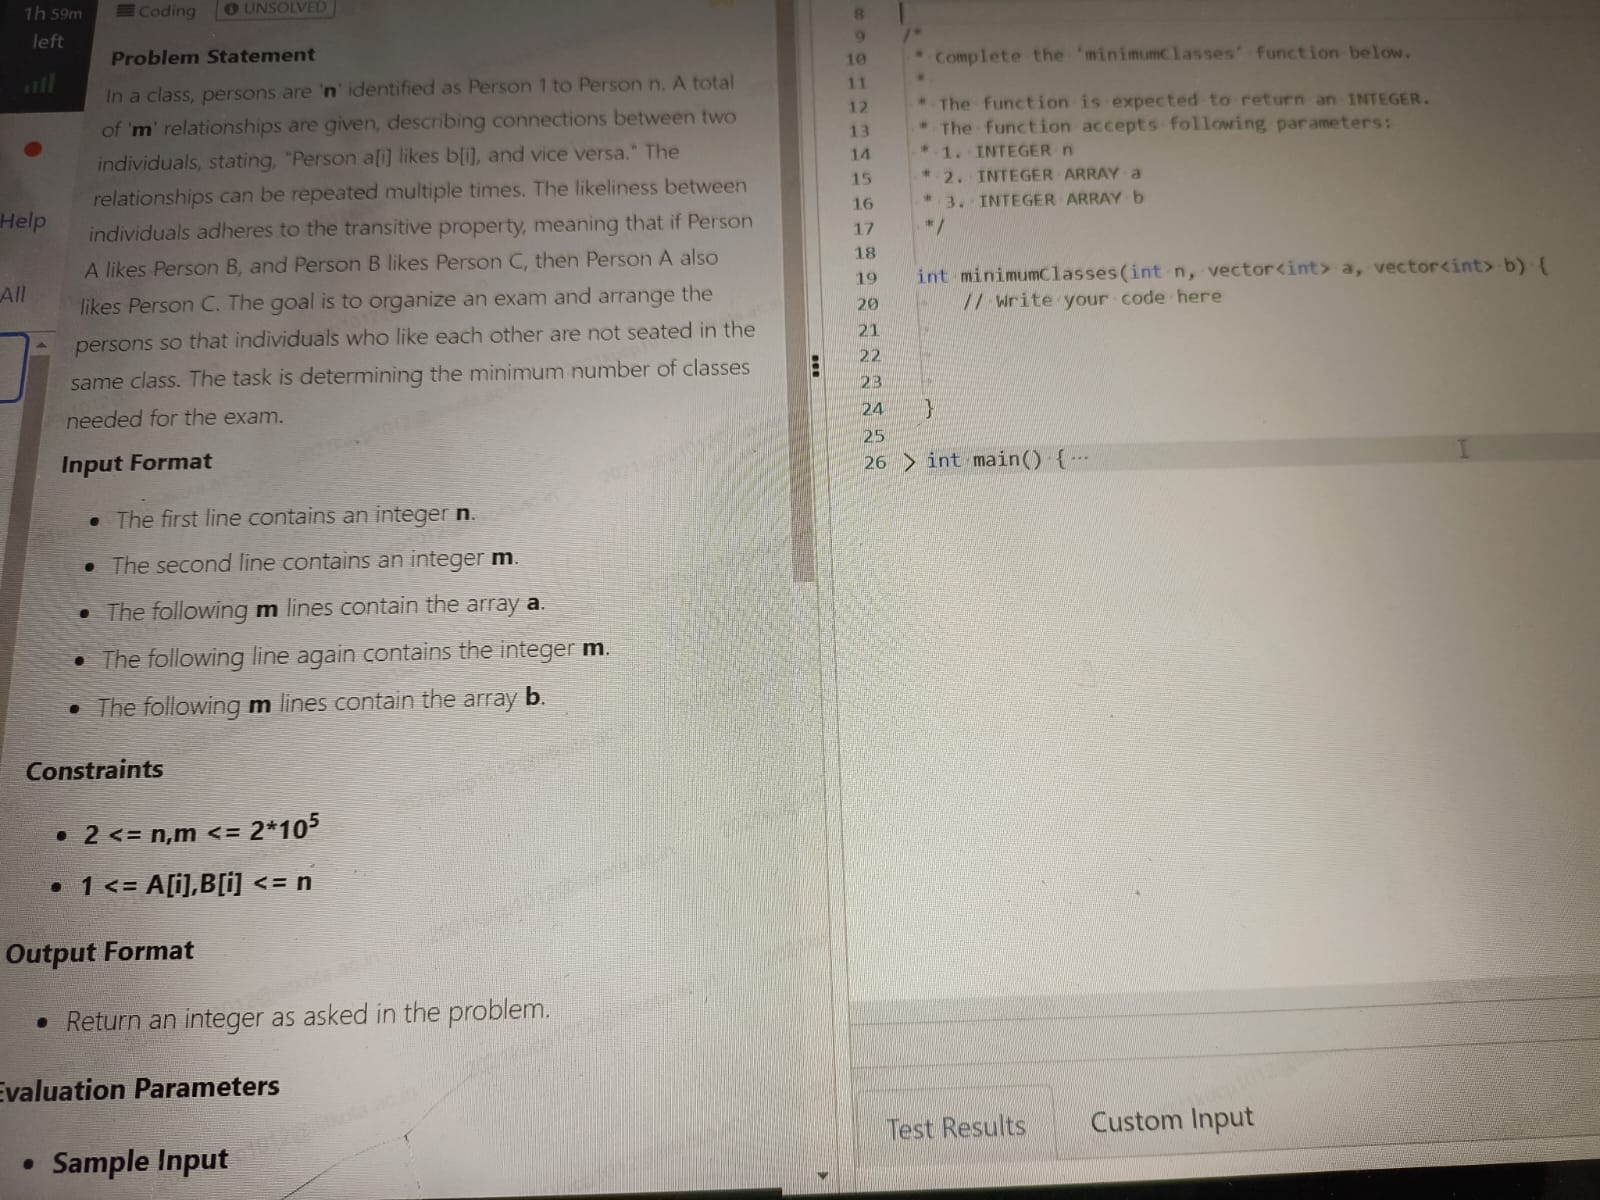 1h 59m
left
Coding
UNSOLVED
Help
All
Problem Statement
In a class, persons are 'n' identified as Person 1 to Person n. A total
of 'm' relationships are given, describing connections between two
individuals, stating, "Person a[i] likes b[i], and vice versa." The
relationships can be repeated multiple times. The likeliness between
individuals adheres to the transitive property, meaning that if Person
A likes Person B, and Person B likes Person C, then Person A also
likes Person C. The goal is to organize an exam and arrange the
persons so that individuals who like each other are not seated in the
same class. The task is determining the minimum number of classes
needed for the exam.
Input Format
• The first line contains an integer n.
• The second line contains an integer m.
• The following m lines contain the array a.
• The following line again contains the integer m.
• The following m lines contain the array b.
Constraints
• 2 <= n,m <= 2*10^5
• 1 <= A[i],B[i] <= n
Output Format
• Return an integer as asked in the problem.
Evaluation Parameters
• Sample Input
8
9 /*
10 * Complete the 'minimumClasses' function below.
11 *
12 * The function is expected to return an INTEGER.
13 * The function accepts following parameters:
14 * 1. INTEGER n
15 * 2. INTEGER ARRAY a
16 * 3. INTEGER ARRAY b
17 */
18
19 int minimumClasses(int n, vector<int> a, vector<int> b) {
20 // Write your code here
21
22
23
24 }
25
26 > int main() { ...
Test Results
Custom Input